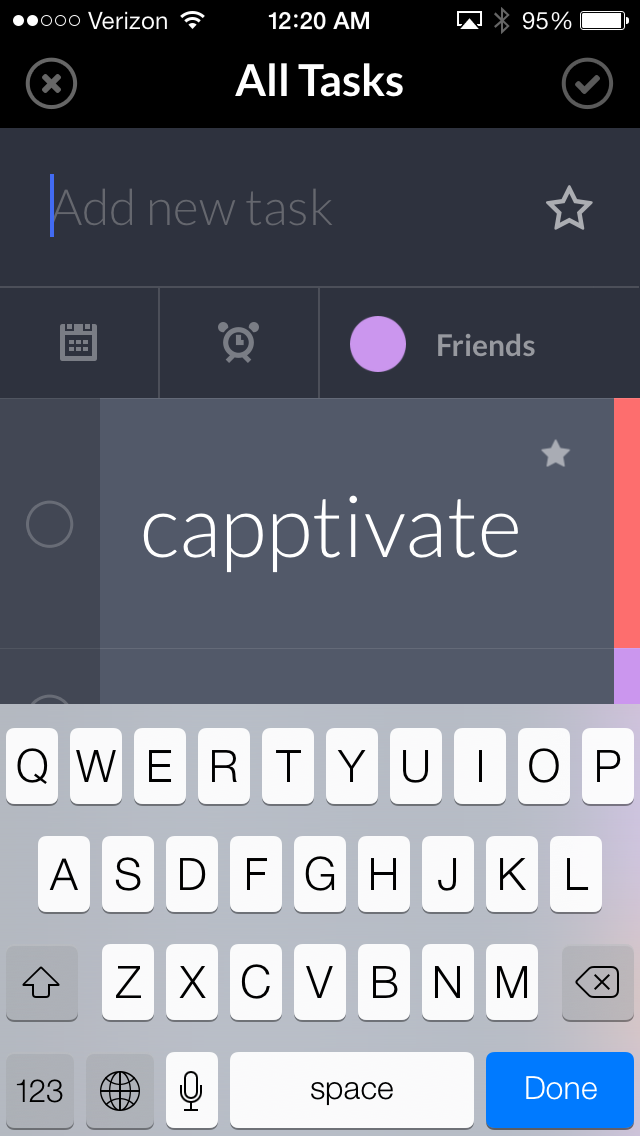 Verizon 12:20 AM 95%
All Tasks
Add new task
Friends
capptivate
Q W E R T Y U I O P
A S D F G H J K L
Z X C V B N M
123 space Done